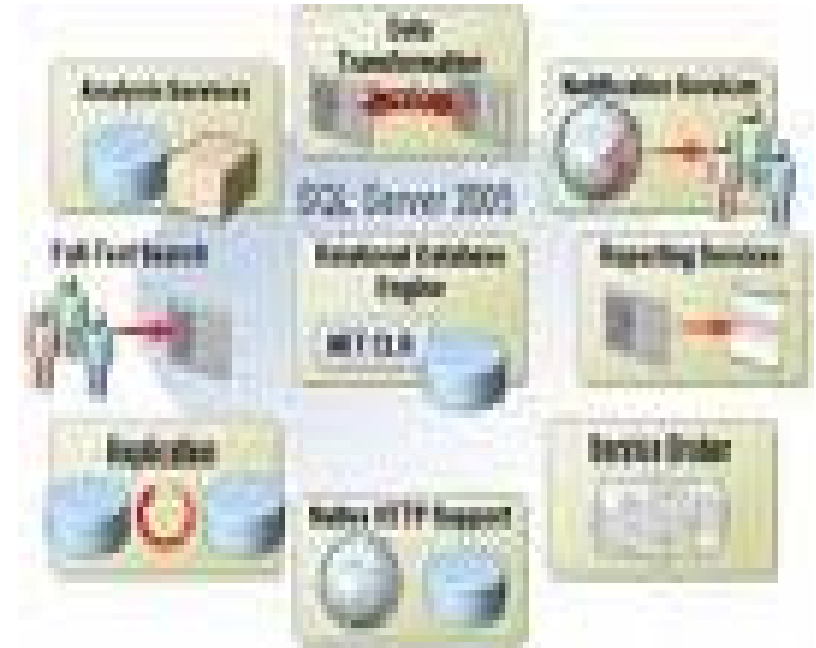 Data
Transformation
Services
Analysis Services
Notification Services
SQL Server 2005
Full-Text Search
Relational Database
Engine
Reporting Services
.NET CLR
Replication
Service Broker
Native HTTP Support